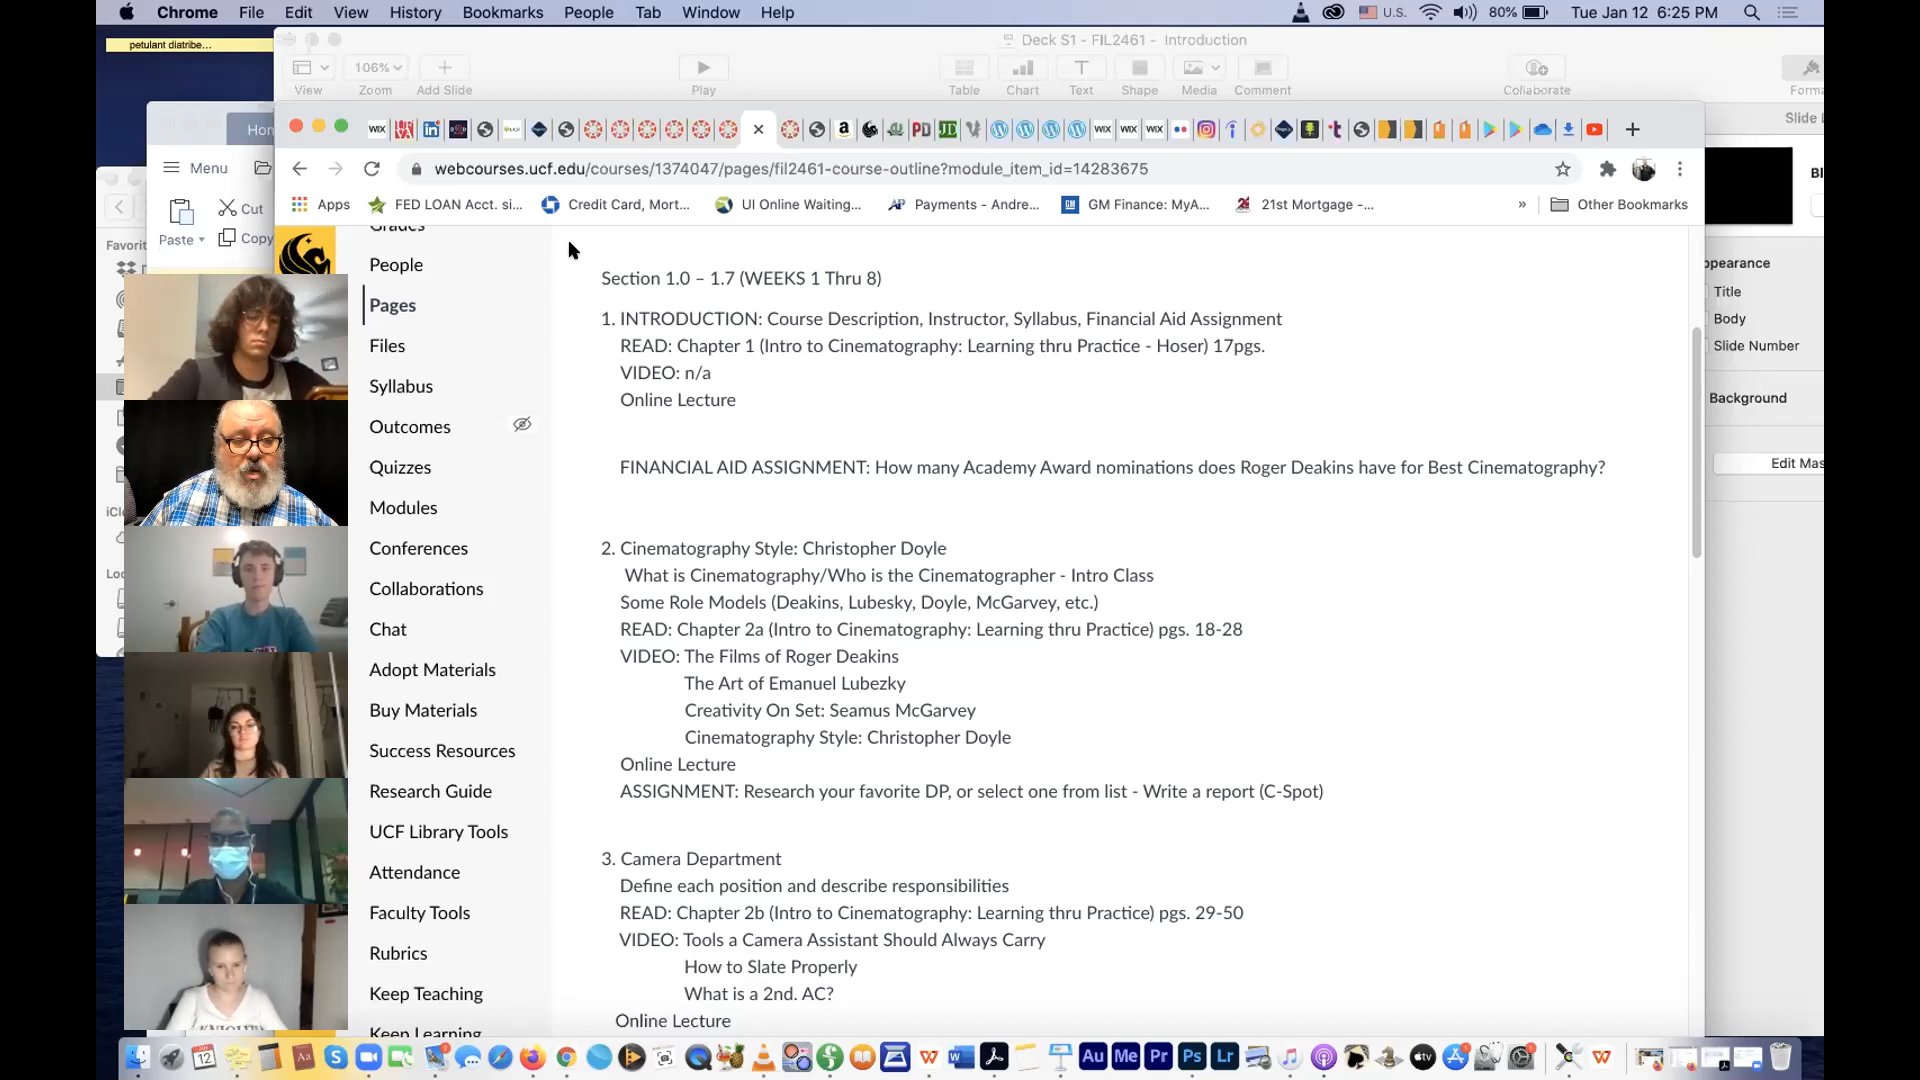 Chrome File Edit View History Bookmarks People Tab Window Help
U.S. 80% Tue Jan 12 6:25 PM
petulant diatribe...
Deck S1 - FIL2461 - Introduction
106%
View Zoom Add Slide Play Table Chart Text Shape Media Comment Collaborate
webcourses.ucf.edu/courses/1374047/pages/fil2461-course-outline?module_item_id=14283675
Apps FED LOAN Acct. si... Credit Card, Mort... UI Online Waiting... Payments - Andre... GM Finance: MyA... 21st Mortgage -... » Other Bookmarks
Menu
Cut
Paste Copy
Grades
People
Pages
Files
Syllabus
Outcomes
Quizzes
Modules
Conferences
Collaborations
Chat
Adopt Materials
Buy Materials
Success Resources
Research Guide
UCF Library Tools
Attendance
Faculty Tools
Rubrics
Keep Teaching
Keep Learning
Section 1.0 – 1.7 (WEEKS 1 Thru 8)
1. INTRODUCTION: Course Description, Instructor, Syllabus, Financial Aid Assignment
READ: Chapter 1 (Intro to Cinematography: Learning thru Practice - Hoser) 17pgs.
VIDEO: n/a
Online Lecture
FINANCIAL AID ASSIGNMENT: How many Academy Award nominations does Roger Deakins have for Best Cinematography?
2. Cinematography Style: Christopher Doyle
What is Cinematography/Who is the Cinematographer - Intro Class
Some Role Models (Deakins, Lubesky, Doyle, McGarvey, etc.)
READ: Chapter 2a (Intro to Cinematography: Learning thru Practice) pgs. 18-28
VIDEO: The Films of Roger Deakins
The Art of Emanuel Lubezky
Creativity On Set: Seamus McGarvey
Cinematography Style: Christopher Doyle
Online Lecture
ASSIGNMENT: Research your favorite DP, or select one from list - Write a report (C-Spot)
3. Camera Department
Define each position and describe responsibilities
READ: Chapter 2b (Intro to Cinematography: Learning thru Practice) pgs. 29-50
VIDEO: Tools a Camera Assistant Should Always Carry
How to Slate Properly
What is a 2nd. AC?
Online Lecture
Title
Body
Slide Number
Background